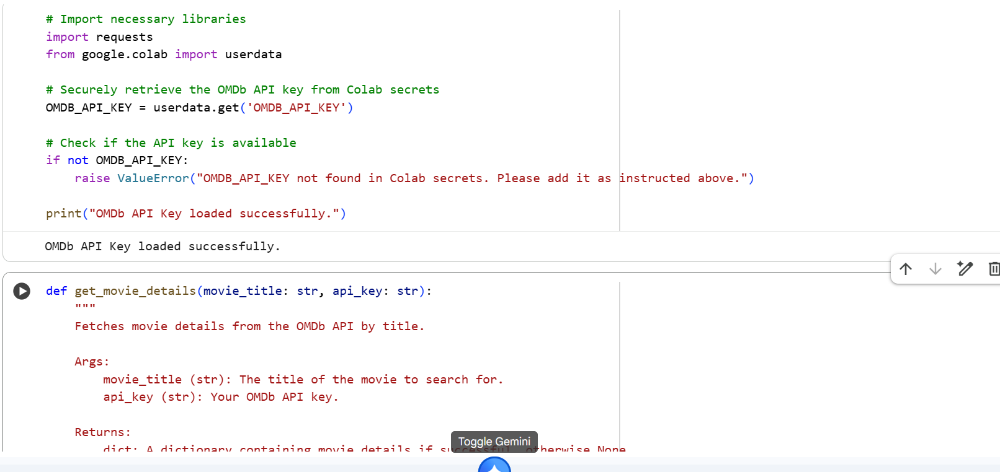 # Import necessary libraries
import requests
from google.colab import userdata
# Securely retrieve the OMDb API key from Colab secrets
OMDB_API_KEY = userdata.get('OMDB_API_KEY')
# Check if the API key is available
if not OMDB_API_KEY:
    raise ValueError("OMDB_API_KEY not found in Colab secrets. Please add it as instructed above.")
print("OMDb API Key loaded successfully.")
OMDb API Key loaded successfully.
def get_movie_details(movie_title: str, api_key: str):
    """
    Fetches movie details from the OMDb API by title.
    Args:
        movie_title (str): The title of the movie to search for.
        api_key (str): Your OMDb API key.
    Returns:
        dict: A dictionary containing movie details if successful, otherwise None
Toggle Gemini